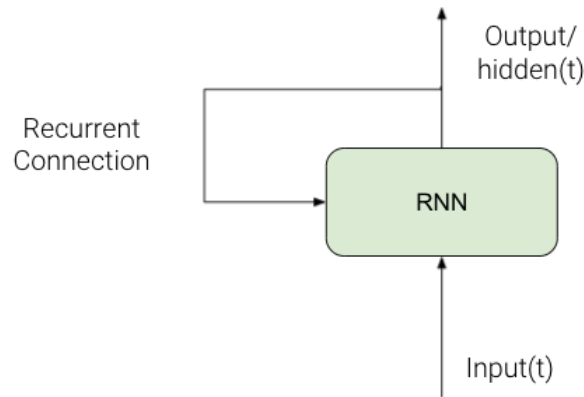 Output/
hidden(t)
Recurrent
Connection
RNN
Input(t)